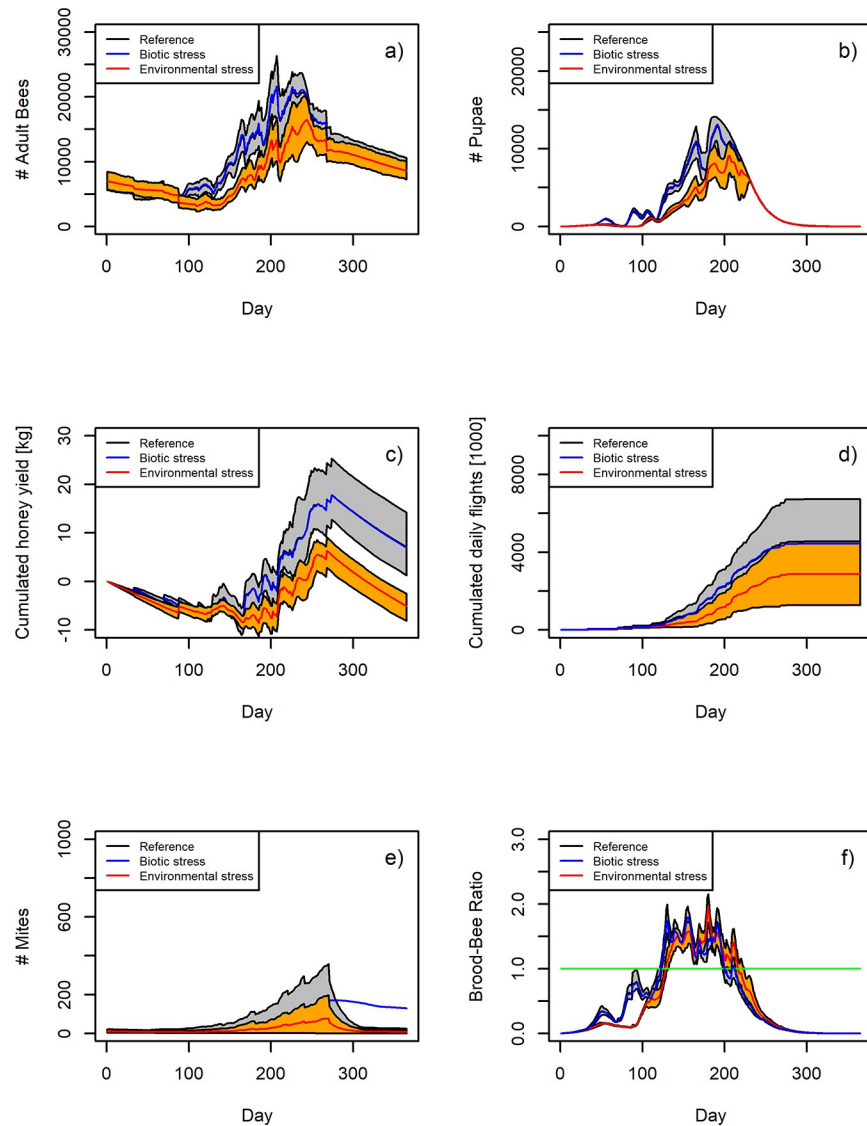 a)
Reference
Biotic stress
Environmental stress
# Adult Bees
0 10000 20000 30000
0 100 200 300
Day
b)
Reference
Biotic stress
Environmental stress
# Pupae
0 10000 25000
0 100 200 300
Day
c)
Reference
Biotic stress
Environmental stress
Cumulated honey yield [kg]
-10 0 10 20 30
0 100 200 300
Day
d)
Reference
Biotic stress
Environmental stress
Cumulated daily flights [1000]
0 4000 8000
0 100 200 300
Day
e)
Reference
Biotic stress
Environmental stress
# Mites
0 200 600 1000
0 100 200 300
Day
f)
Reference
Biotic stress
Environmental stress
Brood-Bee Ratio
0.0 1.0 2.0 3.0
0 100 200 300
Day